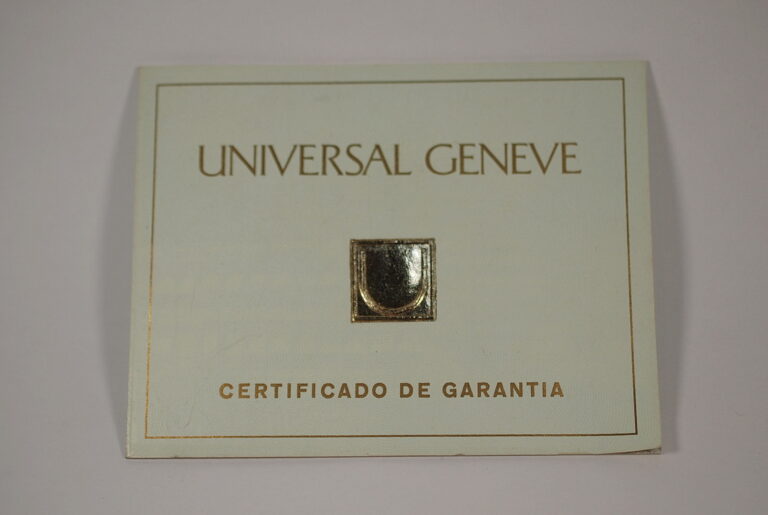 UNIVERSAL GENEVE
U
CERTIFICADO DE GARANTIA